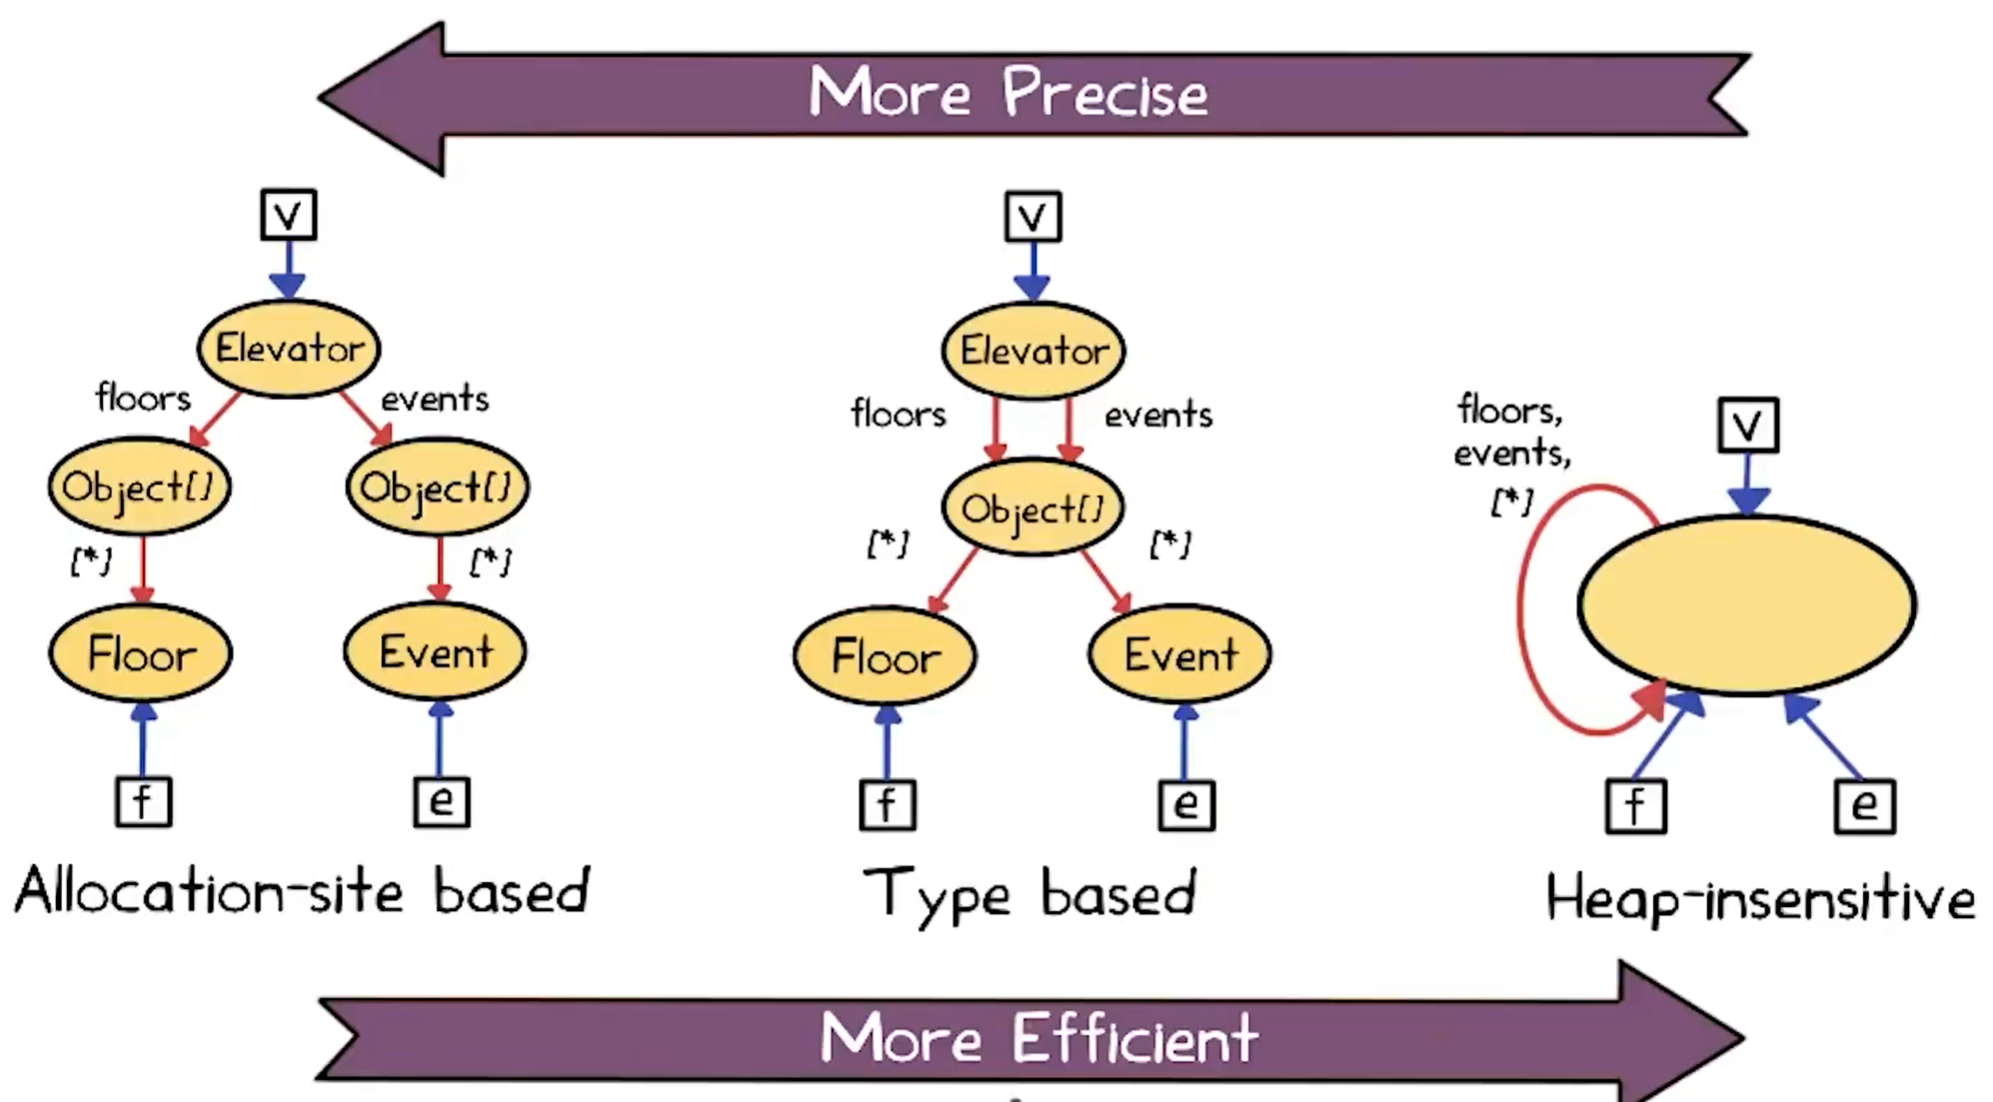 More Precise
v
Elevator
floors
events
Object[]
Object[]
[*]
[*]
Floor
Event
f
e
Allocation-site based
v
Elevator
floors
events
Object[]
[*]
[*]
Floor
Event
f
e
Type based
floors,
events,
[*]
v
f
e
Heap-insensitive
More Efficient